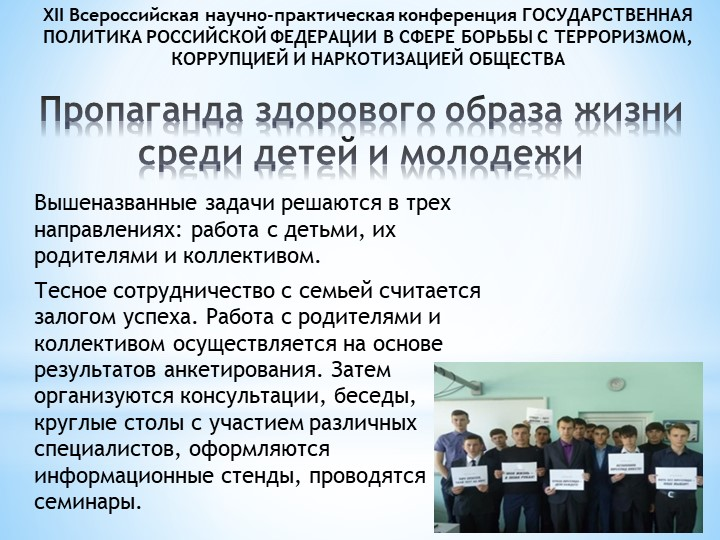 XII Всероссийская научно-практическая конференция ГОСУДАРСТВЕННАЯ
ПОЛИТИКА РОССИЙСКОЙ ФЕДЕРАЦИИ В СФЕРЕ БОРЬБЫ С ТЕРРОРИЗМОМ,
КОРРУПЦИЕЙ И НАРКОТИЗАЦИЕЙ ОБЩЕСТВА
Пропаганда здорового образа жизни
среди детей и молодежи
Вышеназванные задачи решаются в трех
направлениях: работа с детьми, их
родителями и коллективом.
Тесное сотрудничество с семьей считается
залогом успеха. Работа с родителями и
коллективом осуществляется на основе
результатов анкетирования. Затем
организуются консультации, беседы,
круглые столы с участием различных
специалистов, оформляются
информационные стенды, проводятся
семинары.